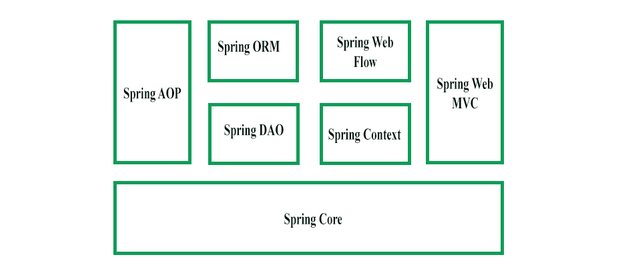 Spring AOP
Spring ORM
Spring Web
Flow
Spring Web
MVC
Spring DAO
Spring Context
Spring Core